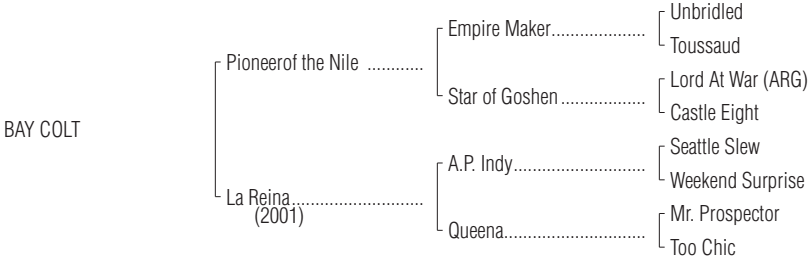 Unbridled
Empire Maker.....................
Toussaud
Pioneerof the Nile ............
Lord At War (ARG)
Star of Goshen...................
Castle Eight
BAY COLT
Seattle Slew
A.P. Indy.............................
Weekend Surprise
La Reina.............................
(2001)
Mr. Prospector
Queena...............................
Too Chic